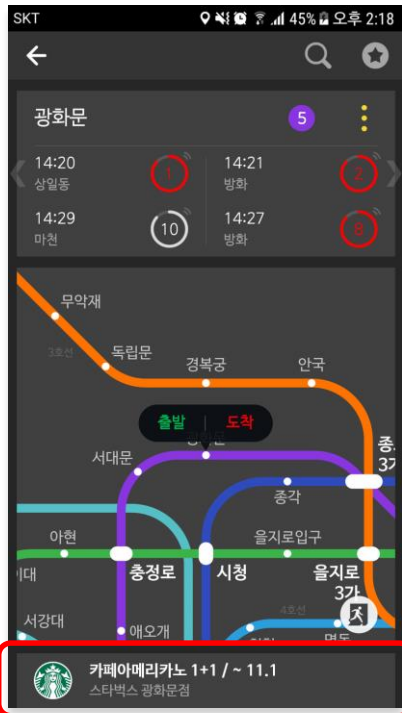 SKT 45% 오후 2:18
광화문 5
14:20 1 14:21 2
상일동 방화
14:29 10 14:27 8
마천 방화
무악재
3호선
독립문
경복궁
안국
출발 | 도착
서대문
종각
아현
을지로입구
충정로
시청
을지로
3가
서강대
4호선
애오개
명동
카페아메리카노 1+1 / ~ 11.1
스타벅스 광화문점